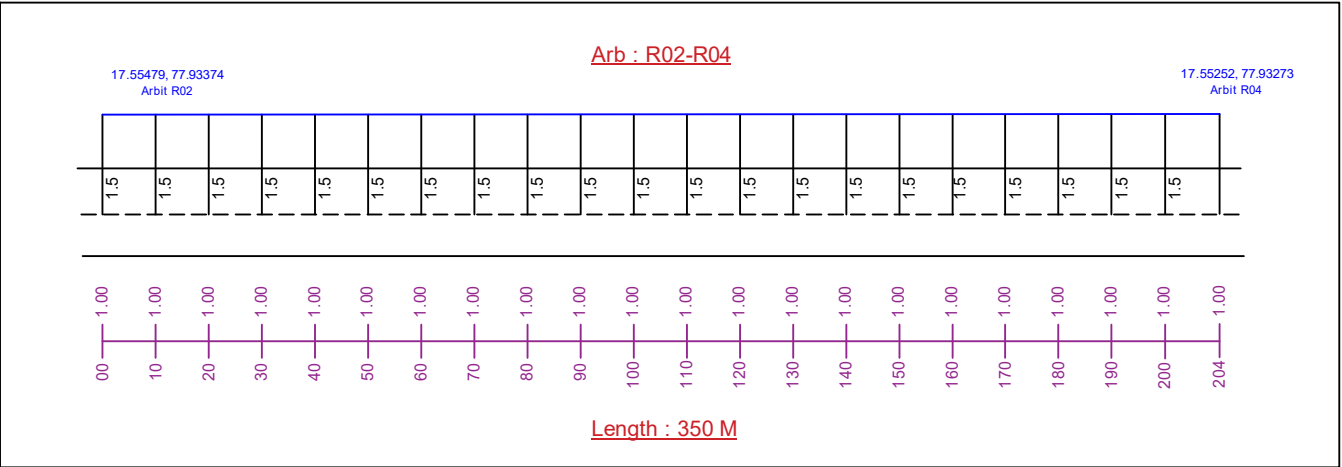 Arb : R02-R04
17.55479, 77.93374
Arbit R02
17.55252, 77.93273
Arbit R04
1.5 1.5 1.5 1.5 1.5 1.5 1.5 1.5 1.5 1.5 1.5 1.5 1.5 1.5 1.5 1.5 1.5 1.5 1.5 1.5 1.5
1.00 1.00 1.00 1.00 1.00 1.00 1.00 1.00 1.00 1.00 1.00 1.00 1.00 1.00 1.00 1.00 1.00 1.00 1.00 1.00 1.00 1.00
00 10 20 30 40 50 60 70 80 90 100 110 120 130 140 150 160 170 180 190 200 204
Length : 350 M